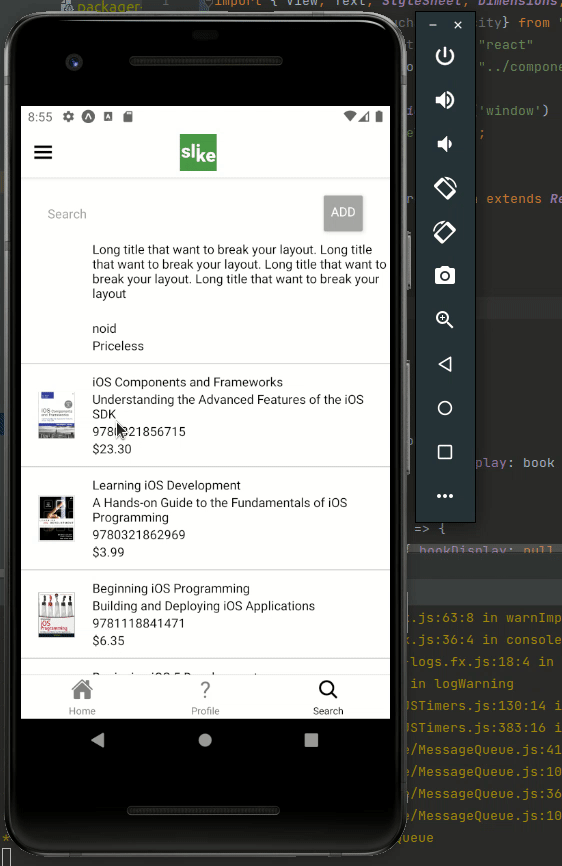 package
import { View, Text, StyleSheet, Dimensions,
8:55
slike
Search
ADD
Long title that want to break your layout. Long title
that want to break your layout. Long title that want to
break your layout. Long title that want to break your
layout
noid
Priceless
iOS Components and Frameworks
Understanding the Advanced Features of the iOS
SDK
9780321856715
$23.30
Learning iOS Development
A Hands-on Guide to the Fundamentals of iOS
Programming
9780321862969
$3.99
Beginning iOS Programming
Building and Deploying iOS Applications
9781118841471
$6.35
Home
Profile
Search
ity} from "
"react"
"../compone
'window')
;
extends Re
play: book
=> {
bookDisplay: null
.js:63:8 in warnImp
x.js:36:4 in console
-logs.fx.js:18:4 in
in logWarning
JSTimers.js:130:14 i
JSTimers.js:383:16 i
e/MessageQueue.js:41
e/MessageQueue.js:10
e/MessageQueue.js:36
e/MessageQueue.js:10
Queue